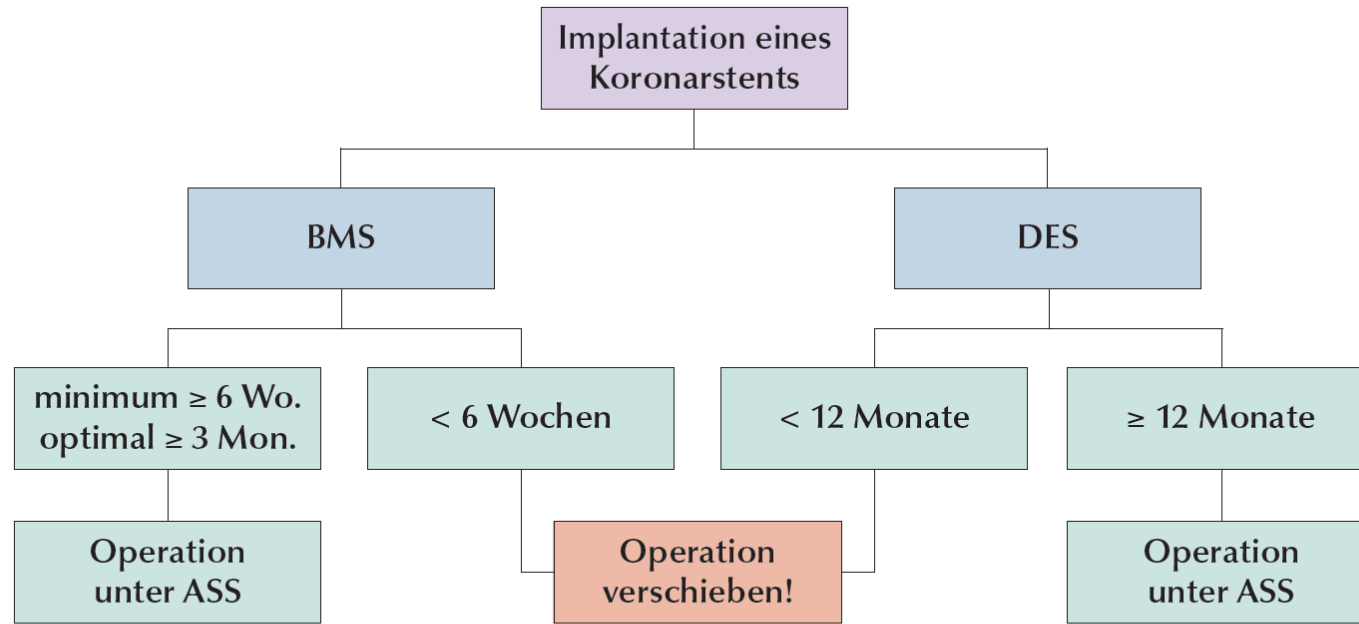 Implantation eines
Koronarstents
BMS
DES
minimum ≥ 6 Wo.
optimal ≥ 3 Mon.
< 6 Wochen
< 12 Monate
≥ 12 Monate
Operation
unter ASS
Operation
verschieben!
Operation
unter ASS